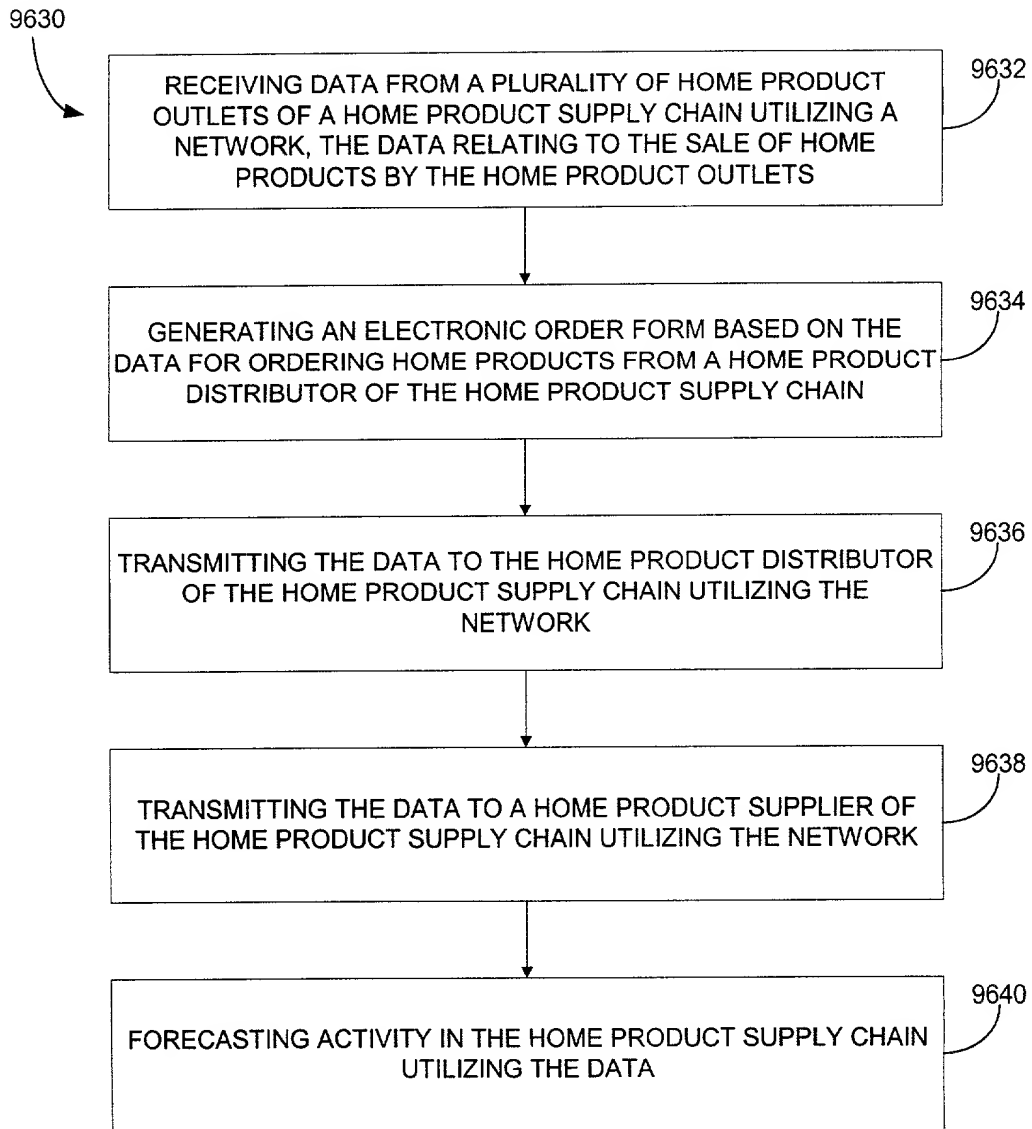 9630
RECEIVING DATA FROM A PLURALITY OF HOME PRODUCT
OUTLETS OF A HOME PRODUCT SUPPLY CHAIN UTILIZING A
NETWORK, THE DATA RELATING TO THE SALE OF HOME
PRODUCTS BY THE HOME PRODUCT OUTLETS
9632
GENERATING AN ELECTRONIC ORDER FORM BASED ON THE
DATA FOR ORDERING HOME PRODUCTS FROM A HOME PRODUCT
DISTRIBUTOR OF THE HOME PRODUCT SUPPLY CHAIN
9634
TRANSMITTING THE DATA TO THE HOME PRODUCT DISTRIBUTOR
OF THE HOME PRODUCT SUPPLY CHAIN UTILIZING THE
NETWORK
9636
TRANSMITTING THE DATA TO A HOME PRODUCT SUPPLIER OF
THE HOME PRODUCT SUPPLY CHAIN UTILIZING THE NETWORK
9638
FORECASTING ACTIVITY IN THE HOME PRODUCT SUPPLY CHAIN
UTILIZING THE DATA
9640